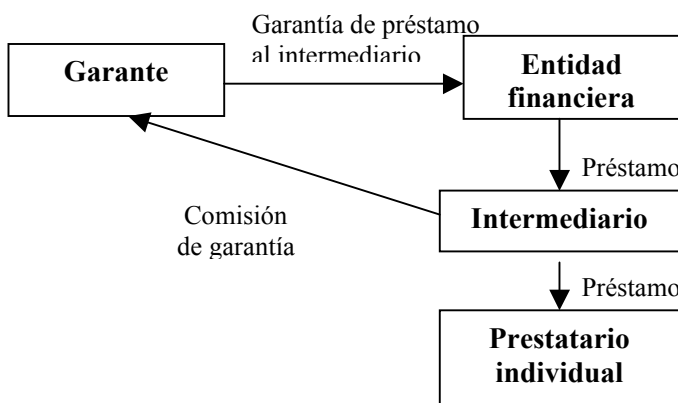 Garantía de préstamo
al intermediario
Garante
Entidad
financiera
Préstamo
Intermediario
Comisión
de garantía
Préstamo
Prestatario
individual